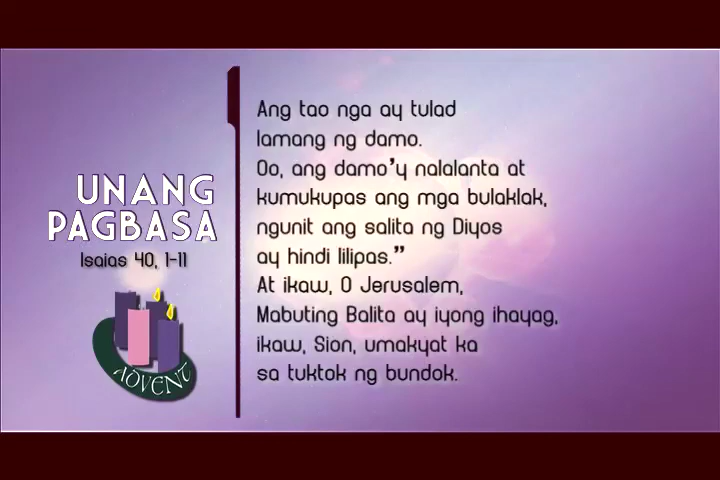 UNANG
PAGBASA
Isaias 40, 1-11
ADVENT
Ang tao nga ay tulad
lamang ng damo.
Oo, ang damo’y nalalanta at
kumukupas ang mga bulaklak,
ngunit ang salita ng Diyos
ay hindi lilipas.”
At ikaw, O Jerusalem,
Mabuting Balita ay iyong ihayag,
ikaw, Sion, umakyat ka
sa tuktok ng bundok.